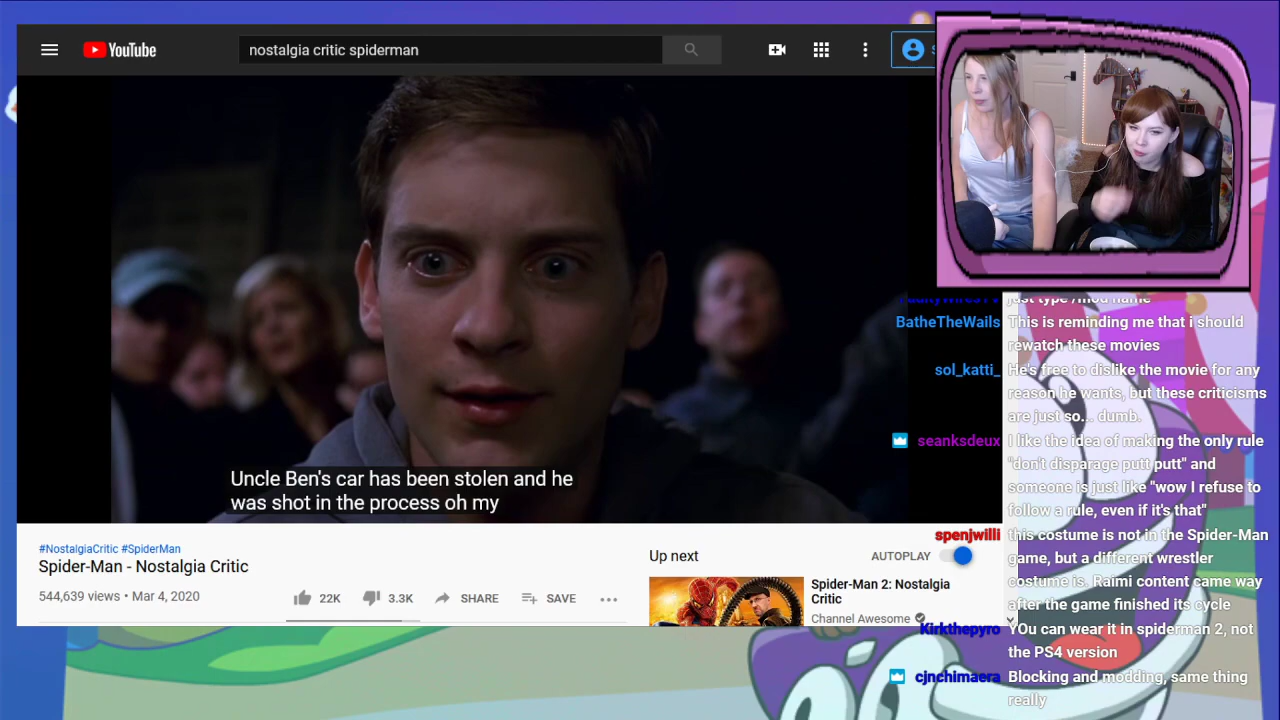 YouTube
nostalgia critic spiderman
Uncle Ben's car has been stolen and he
was shot in the process oh my
#NostalgiaCritic #SpiderMan
Spider-Man - Nostalgia Critic
544,639 views • Mar 4, 2020
22K
3.3K
SHARE
SAVE
Up next
AUTOPLAY
Spider-Man 2: Nostalgia
Critic
Channel Awesome
just type /mod name
BatheTheWails This is reminding me that i should
rewatch these movies
sol_katti_ He's free to dislike the movie for any
reason he wants, but these criticisms
are just so... dumb.
seanksdeux I like the idea of making the only rule
"don't disparage putt putt" and
someone is just like "wow I refuse to
follow a rule, even if it's that"
spenjwilli this costume is not in the Spider-Man
game, but a different wrestler
costume is. Raimi content came way
after the game finished its cycle
Kirkthepyro YOu can wear it in spiderman 2, not
the PS4 version
cjnchimaera Blocking and modding, same thing
really